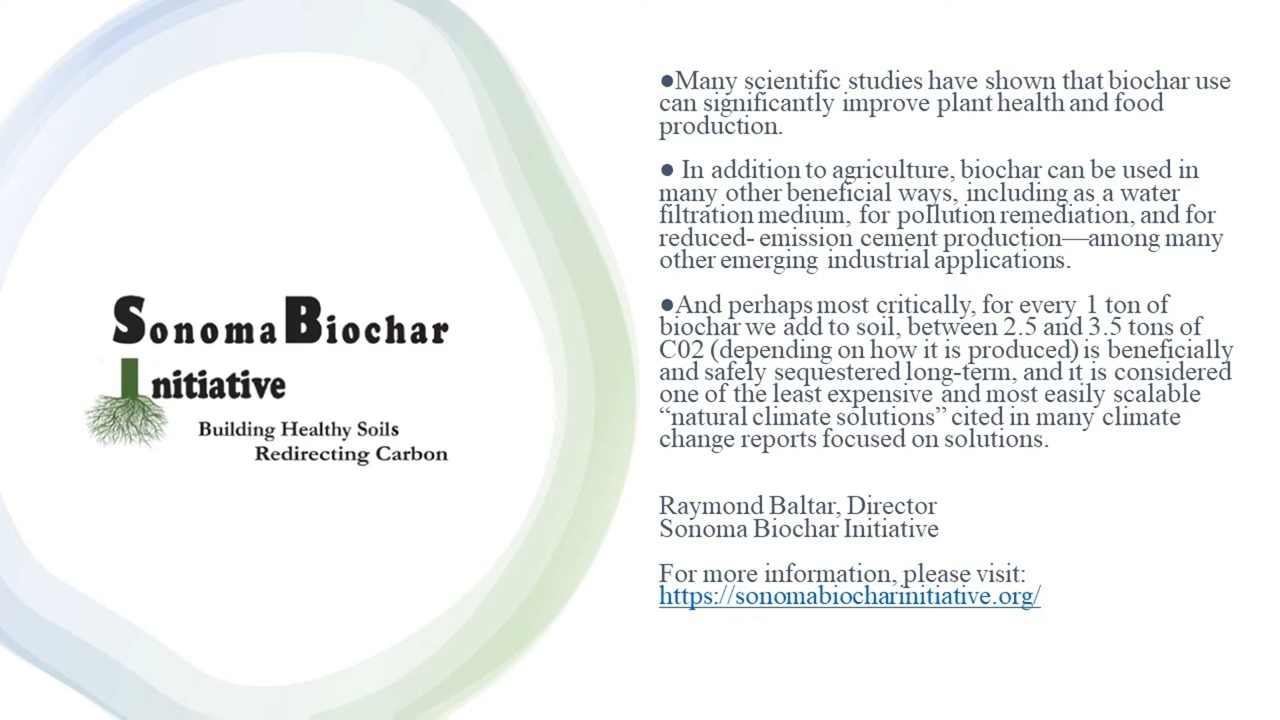 Sonoma Biochar
Initiative
Building Healthy Soils
Redirecting Carbon
●Many scientific studies have shown that biochar use
can significantly improve plant health and food
production.
● In addition to agriculture, biochar can be used in
many other beneficial ways, including as a water
filtration medium, for pollution remediation, and for
reduced- emission cement production—among many
other emerging industrial applications.
●And perhaps most critically, for every 1 ton of
biochar we add to soil, between 2.5 and 3.5 tons of
C02 (depending on how it is produced) is beneficially
and safely sequestered long-term, and it is considered
one of the least expensive and most easily scalable
“natural climate solutions” cited in many climate
change reports focused on solutions.
Raymond Baltar, Director
Sonoma Biochar Initiative
For more information, please visit:
https://sonomabiocharinitiative.org/